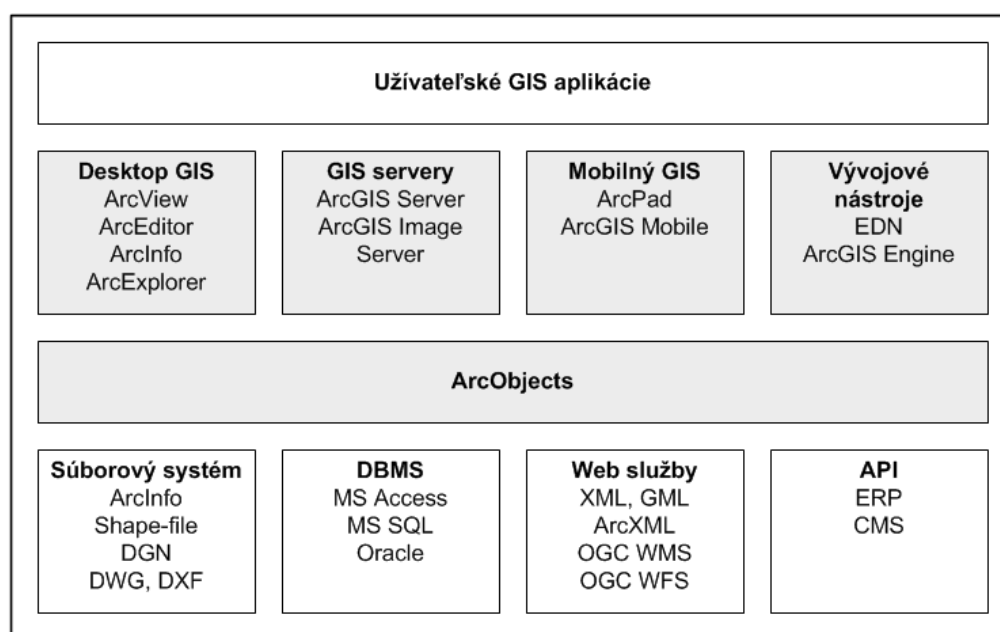 Užívateľské GIS aplikácie
Desktop GIS
ArcView
ArcEditor
ArcInfo
ArcExplorer
GIS servery
ArcGIS Server
ArcGIS Image
Server
Mobilný GIS
ArcPad
ArcGIS Mobile
Vývojové
nástroje
EDN
ArcGIS Engine
ArcObjects
Súborový systém
ArcInfo
Shape-file
DGN
DWG, DXF
DBMS
MS Access
MS SQL
Oracle
Web služby
XML, GML
ArcXML
OGC WMS
OGC WFS
API
ERP
CMS